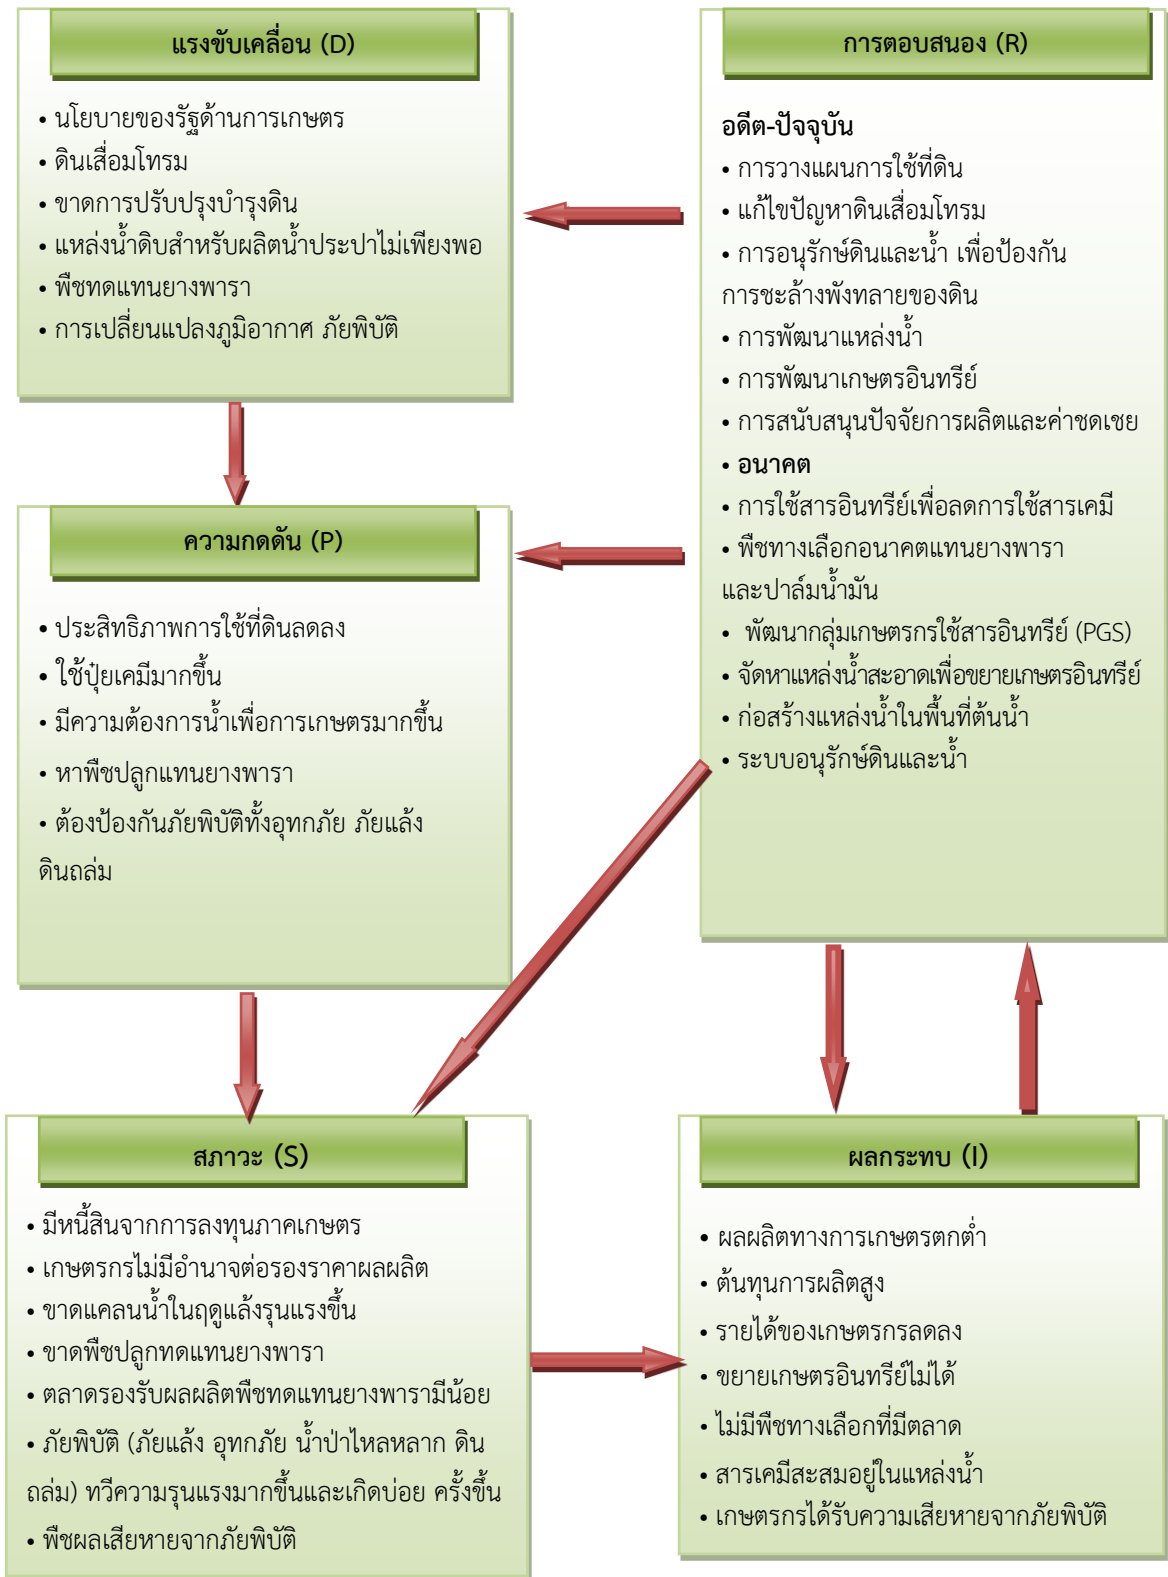 แรงขับเคลื่อน (D)
• นโยบายของรัฐด้านการเกษตร
• ดินเสื่อมโทรม
• ขาดการปรับปรุงบำรุงดิน
• แหล่งน้ำดิบสำหรับผลิตน้ำประปาไม่เพียงพอ
• พืชทดแทนยางพารา
• การเปลี่ยนแปลงภูมิอากาศ ภัยพิบัติ
ความกดดัน (P)
• ประสิทธิภาพการใช้ที่ดินลดลง
• ใช้ปุ๋ยเคมีมากขึ้น
• มีความต้องการน้ำเพื่อการเกษตรมากขึ้น
• หาพืชปลูกแทนยางพารา
• ต้องป้องกันภัยพิบัติทั้งอุทกภัย ภัยแล้ง
ดินถล่ม
สภาวะ (S)
• มีหนี้สินจากการลงทุนภาคเกษตร
• เกษตรกรไม่มีอำนาจต่อรองราคาผลผลิต
• ขาดแคลนน้ำในฤดูแล้งรุนแรงขึ้น
• ขาดพืชปลูกทดแทนยางพารา
• ตลาดรองรับผลผลิตพืชทดแทนยางพารามีน้อย
• ภัยพิบัติ (ภัยแล้ง อุทกภัย น้ำป่าไหลหลาก ดิน
ถล่ม) ทวีความรุนแรงมากขึ้นและเกิดบ่อย ครั้งขึ้น
• พืชผลเสียหายจากภัยพิบัติ
การตอบสนอง (R)
อดีต-ปัจจุบัน
• การวางแผนการใช้ที่ดิน
• แก้ไขปัญหาดินเสื่อมโทรม
• การอนุรักษ์ดินและน้ำ เพื่อป้องกัน
การชะล้างพังทลายของดิน
• การพัฒนาแหล่งน้ำ
• การพัฒนาเกษตรอินทรีย์
• การสนับสนุนปัจจัยการผลิตและค่าชดเชย
• อนาคต
• การใช้สารอินทรีย์เพื่อลดการใช้สารเคมี
• พืชทางเลือกอนาคตแทนยางพารา
และปาล์มน้ำมัน
• พัฒนากลุ่มเกษตรกรใช้สารอินทรีย์ (PGS)
• จัดหาแหล่งน้ำสะอาดเพื่อขยายเกษตรอินทรีย์
• ก่อสร้างแหล่งน้ำในพื้นที่ต้นน้ำ
• ระบบอนุรักษ์ดินและน้ำ
ผลกระทบ (I)
• ผลผลิตทางการเกษตรตกต่ำ
• ต้นทุนการผลิตสูง
• รายได้ของเกษตรกรลดลง
• ขยายเกษตรอินทรีย์ไม่ได้
• ไม่มีพืชทางเลือกที่มีตลาด
• สารเคมีสะสมอยู่ในแหล่งน้ำ
• เกษตรกรได้รับความเสียหายจากภัยพิบัติ